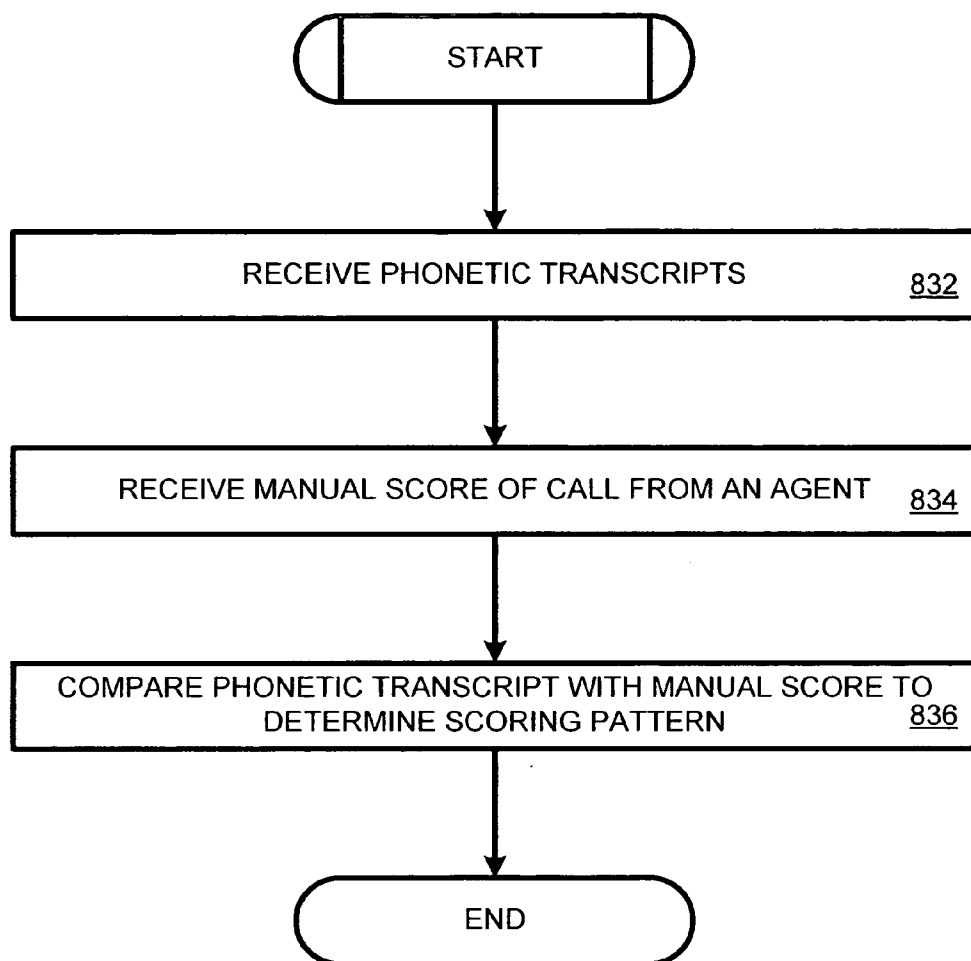 START
RECEIVE PHONETIC TRANSCRIPTS
832
RECEIVE MANUAL SCORE OF CALL FROM AN AGENT
834
COMPARE PHONETIC TRANSCRIPT WITH MANUAL SCORE TO
DETERMINE SCORING PATTERN
836
END